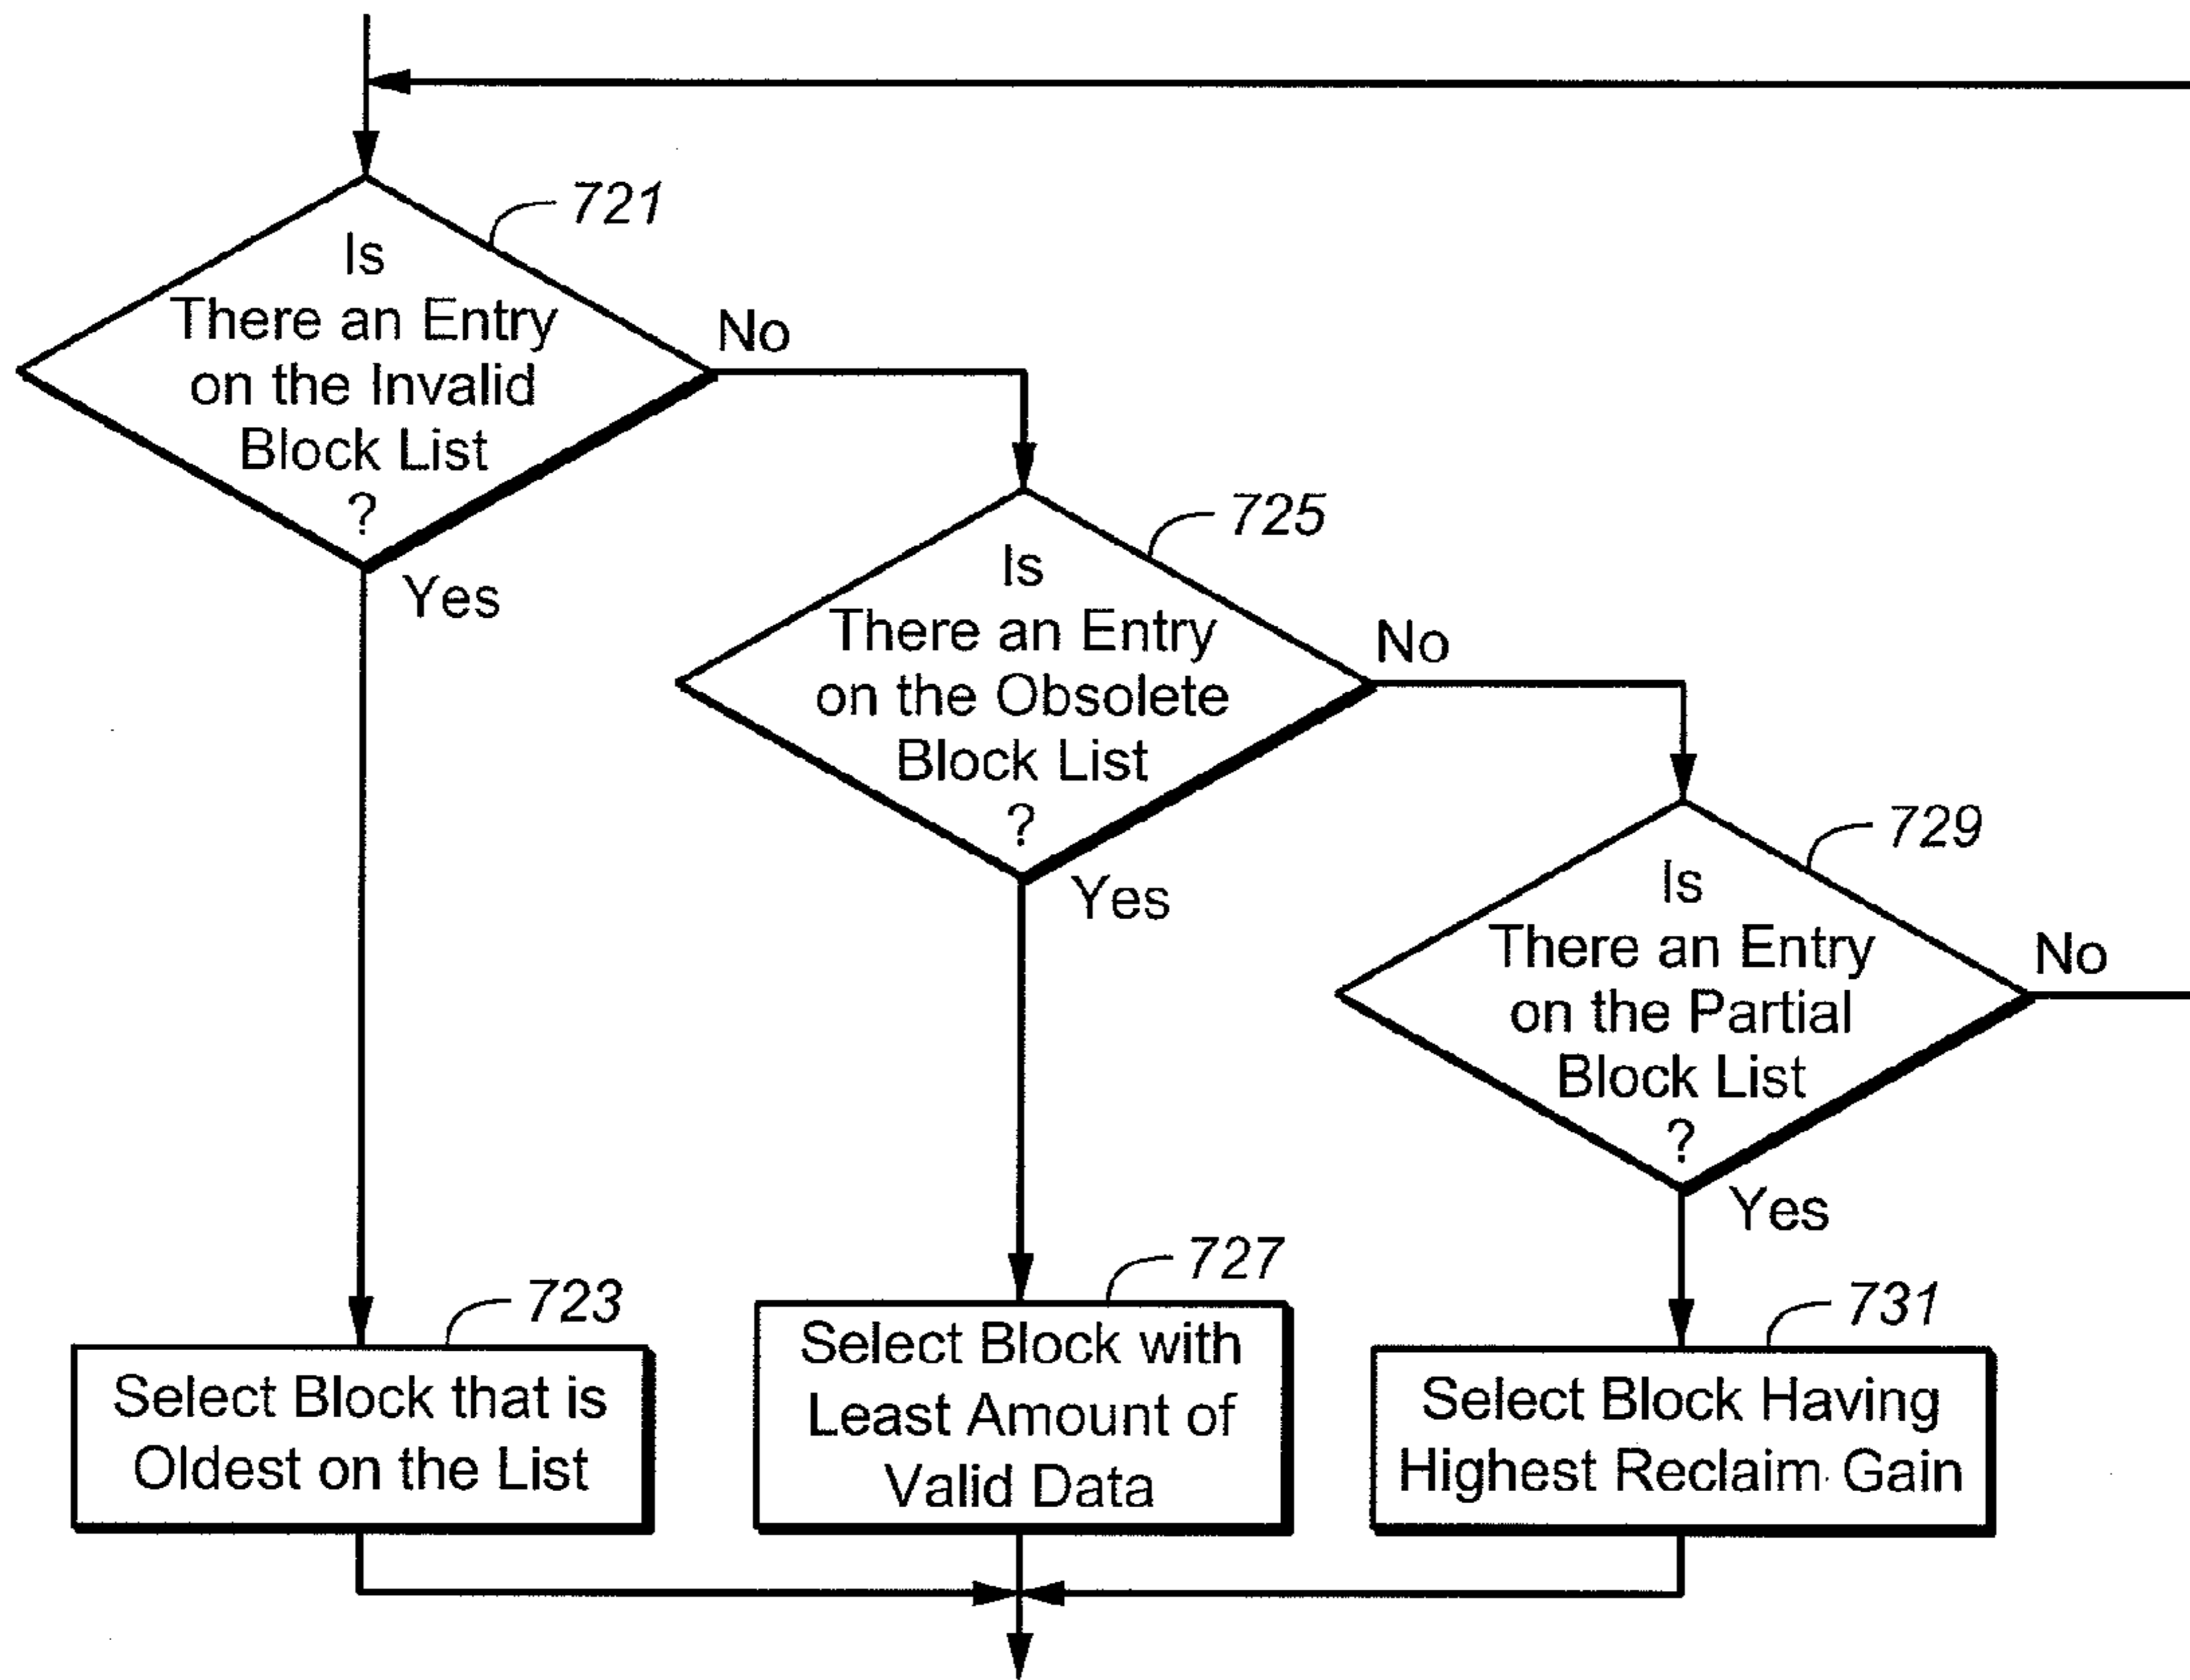 721
Is
There an Entry
on the Invalid
Block List
?
No
Yes
725
Is
There an Entry
on the Obsolete
Block List
?
No
Yes
729
Is
There an Entry
on the Partial
Block List
?
No
Yes
723
Select Block that is
Oldest on the List
727
Select Block with
Least Amount of
Valid Data
731
Select Block Having
Highest Reclaim Gain